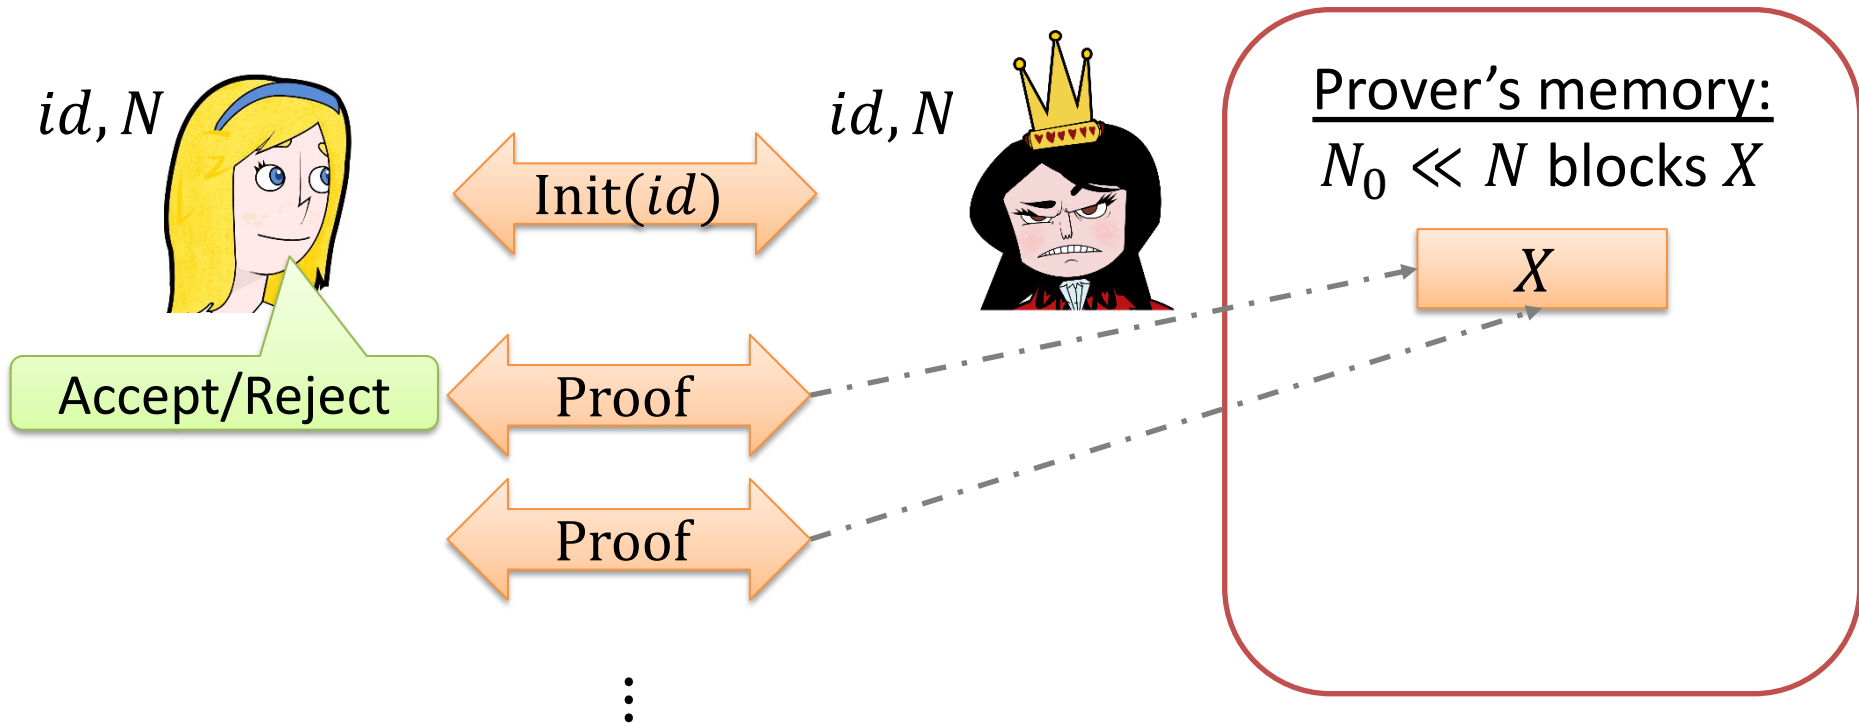 id, N
id, N
Init(id)
Prover's memory:
N₀ ≪ N blocks X
X
Accept/Reject
Proof
Proof
⋮